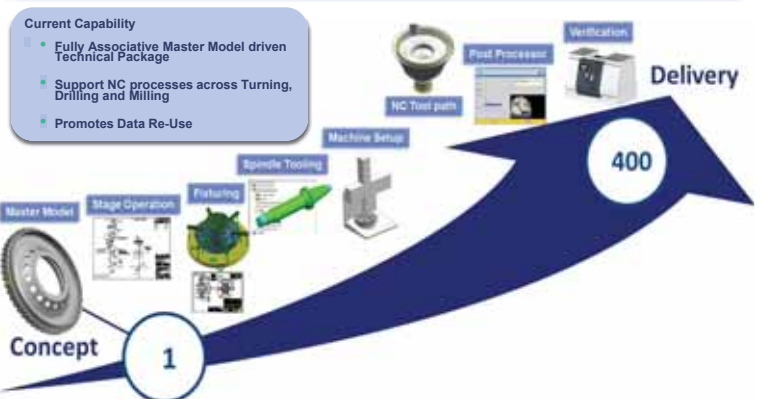 Current Capability
• Fully Associative Master Model driven
Technical Package
• Support NC processes across Turning,
Drilling and Milling
• Promotes Data Re-Use
Master Model
Stage Operation
Fixturing
Spindle Tooling
Machine Setup
NC Tool path
Post Processor
Verification
Concept
1
400
Delivery